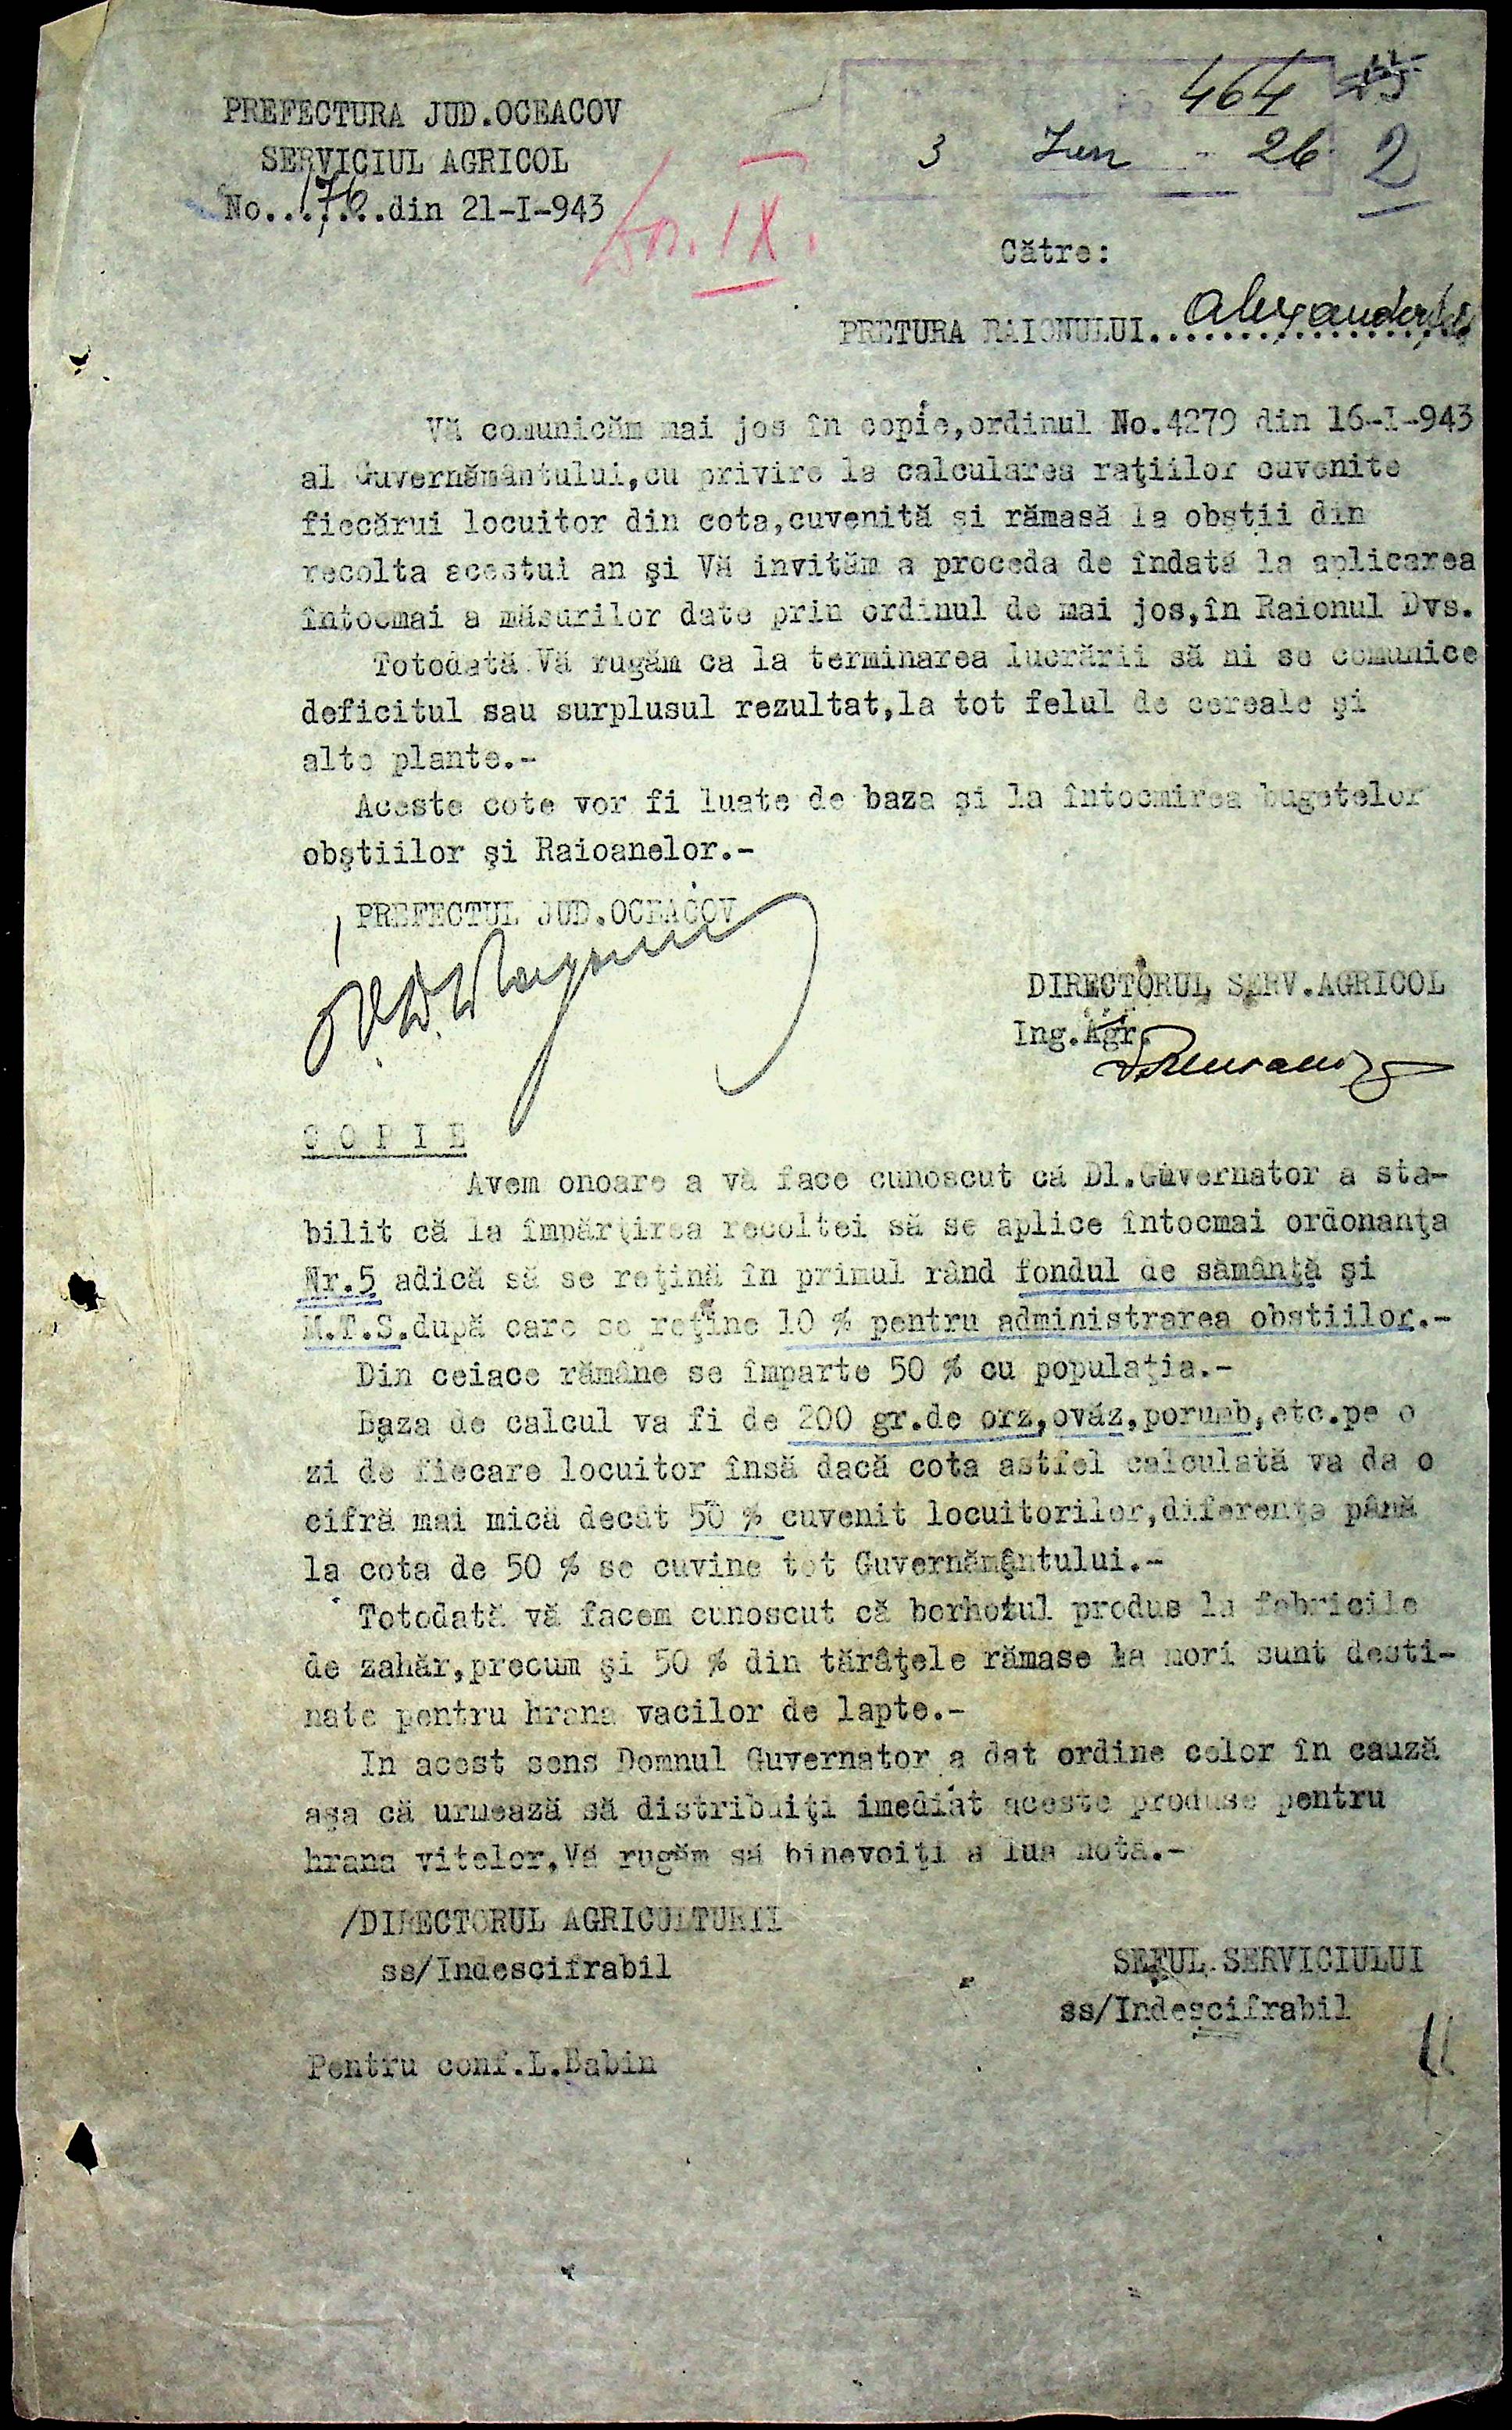 464
3 Iun - 26 2
PREFECTURA JUD.OCEACOV
SERVICIUL AGRICOL
No...176...din 21-I-943
IX.
Către:
PRETURA RAIONULUI..................
Vă comunicăm mai jos în copie,ordinul No.4279 din 16-I-943
al Guvernământului,cu privire la calcularea raţiilor cuvenite
fiecărui locuitor din cota,cuvenită şi rămasă la obştii din
recolta acestui an şi Vă invităm a proceda de îndată la aplicarea
întocmai a măsurilor date prin ordinul de mai jos,în Raionul Dvs.
Totodată Vă rugăm ca la terminarea lucrării să ni se comunice
deficitul sau surplusul rezultat,la tot felul de cereale şi
alte plante.-
Aceste cote vor fi luate de baza şi la întocmirea bugetelor
obştiilor şi Raioanelor.-
PREFECTUL JUD.OCEACOV
DIRECTORUL SERV.AGRICOL
Ing.Agr.
C O P I E
Avem onoare a vă face cunoscut că Dl.Guvernator a sta-
bilit că la împărţirea recoltei să se aplice întocmai ordonanţa
Nr.5 adică să se reţină în primul rând fondul de sămânţă şi
M.T.S.după care se reţine 10 % pentru administrarea obstiilor.-
Din ceiace rămâne se împarte 50 % cu populaţia.-
Baza de calcul va fi de 200 gr.de orz,ovăz,porumb,etc.pe o
zi de fiecare locuitor însă dacă cota astfel calculată va da o
cifră mai mică decât 50 % cuvenit locuitorilor,diferenţa până
la cota de 50 % se cuvine tot Guvernământului.-
Totodată vă facem cunoscut că borhotul produs la fabricile
de zahăr,precum şi 50 % din tărâţele rămase la mori sunt desti-
nate pentru hrana vacilor de lapte.-
In acest sens Domnul Guvernator a dat ordine celor în cauză
aşa că urmează să distribuiţi imediat aceste produse pentru
hrana vitelor.Vă rugăm să binevoiţi a lua notă.-
/DIRECTORUL AGRICULTURII
ss/Indescifrabil
SEFUL SERVICIULUI
ss/Indescifrabil
Pentru conf.L.Babin